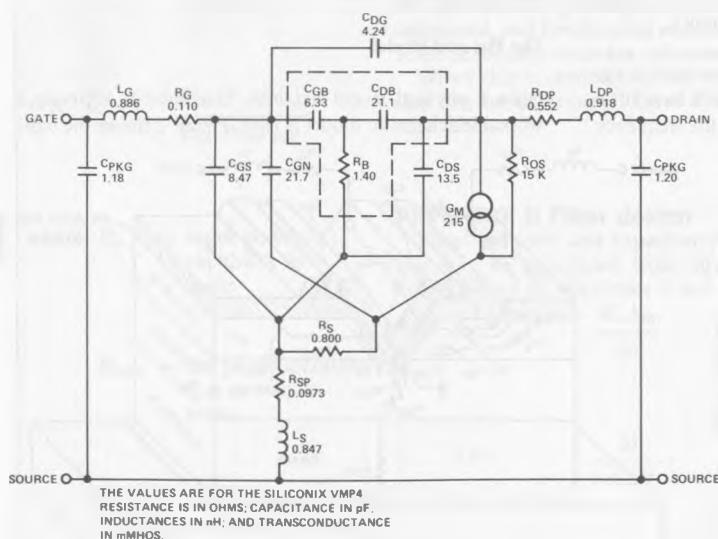 CDG
4.24
LG
0.886
RG
0.110
CGB
6.33
CDB
21.1
RDP
0.552
LDP
0.918
GATE
DRAIN
CPKG
1.18
CGS
8.47
CGN
21.7
RB
1.40
CDS
13.5
ROS
15 K
CPKG
1.20
GM
215
RS
0.800
RSP
0.0973
LS
0.847
SOURCE
SOURCE
THE VALUES ARE FOR THE SILICONIX VMP4
RESISTANCE IS IN OHMS; CAPACITANCE IN pF.
INDUCTANCES IN nH; AND TRANSCONDUCTANCE
IN mMHOS.